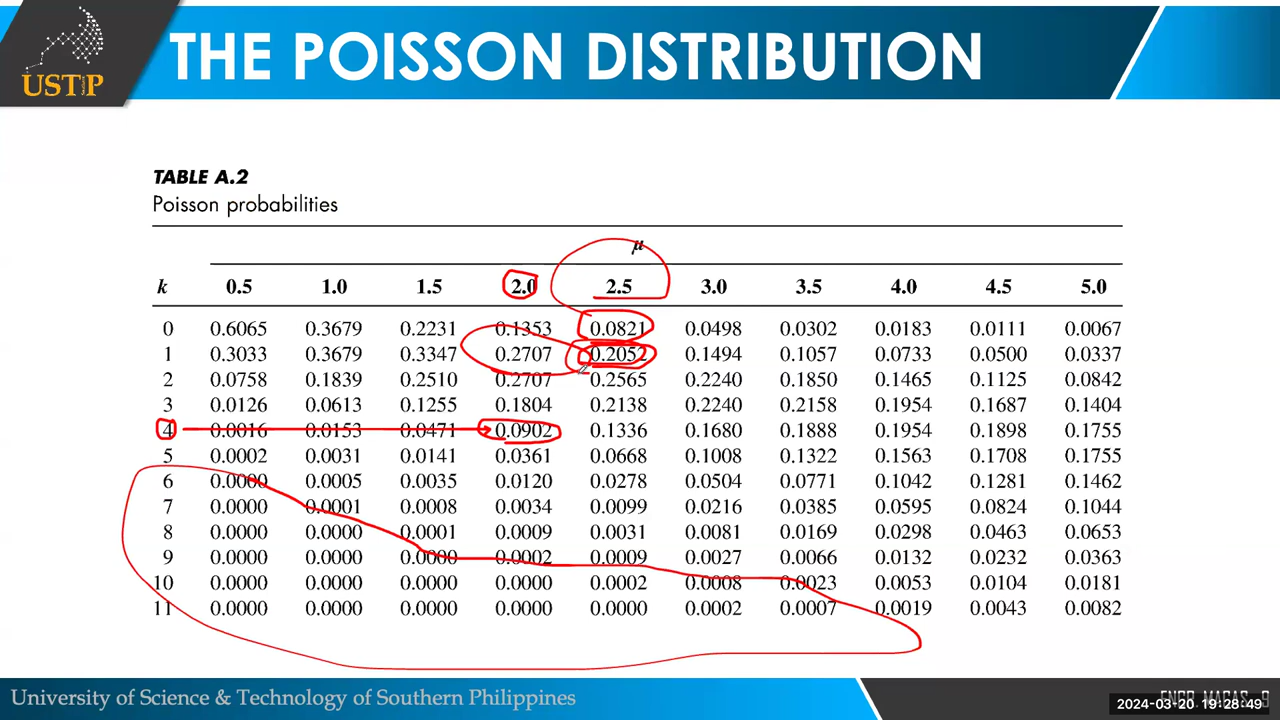 USTP
THE POISSON DISTRIBUTION
TABLE A.2
Poisson probabilities
μ
k 0.5 1.0 1.5 2.0 2.5 3.0 3.5 4.0 4.5 5.0
0 0.6065 0.3679 0.2231 0.1353 0.0821 0.0498 0.0302 0.0183 0.0111 0.0067
1 0.3033 0.3679 0.3347 0.2707 0.2052 0.1494 0.1057 0.0733 0.0500 0.0337
2 0.0758 0.1839 0.2510 0.2707 0.2565 0.2240 0.1850 0.1465 0.1125 0.0842
3 0.0126 0.0613 0.1255 0.1804 0.2138 0.2240 0.2158 0.1954 0.1687 0.1404
4 0.0016 0.0153 0.0471 0.0902 0.1336 0.1680 0.1888 0.1954 0.1898 0.1755
5 0.0002 0.0031 0.0141 0.0361 0.0668 0.1008 0.1322 0.1563 0.1708 0.1755
6 0.0000 0.0005 0.0035 0.0120 0.0278 0.0504 0.0771 0.1042 0.1281 0.1462
7 0.0000 0.0001 0.0008 0.0034 0.0099 0.0216 0.0385 0.0595 0.0824 0.1044
8 0.0000 0.0000 0.0001 0.0009 0.0031 0.0081 0.0169 0.0298 0.0463 0.0653
9 0.0000 0.0000 0.0000 0.0002 0.0009 0.0027 0.0066 0.0132 0.0232 0.0363
10 0.0000 0.0000 0.0000 0.0000 0.0002 0.0008 0.0023 0.0053 0.0104 0.0181
11 0.0000 0.0000 0.0000 0.0000 0.0000 0.0002 0.0007 0.0019 0.0043 0.0082
University of Science & Technology of Southern Philippines
2024-03-20 19:28:49